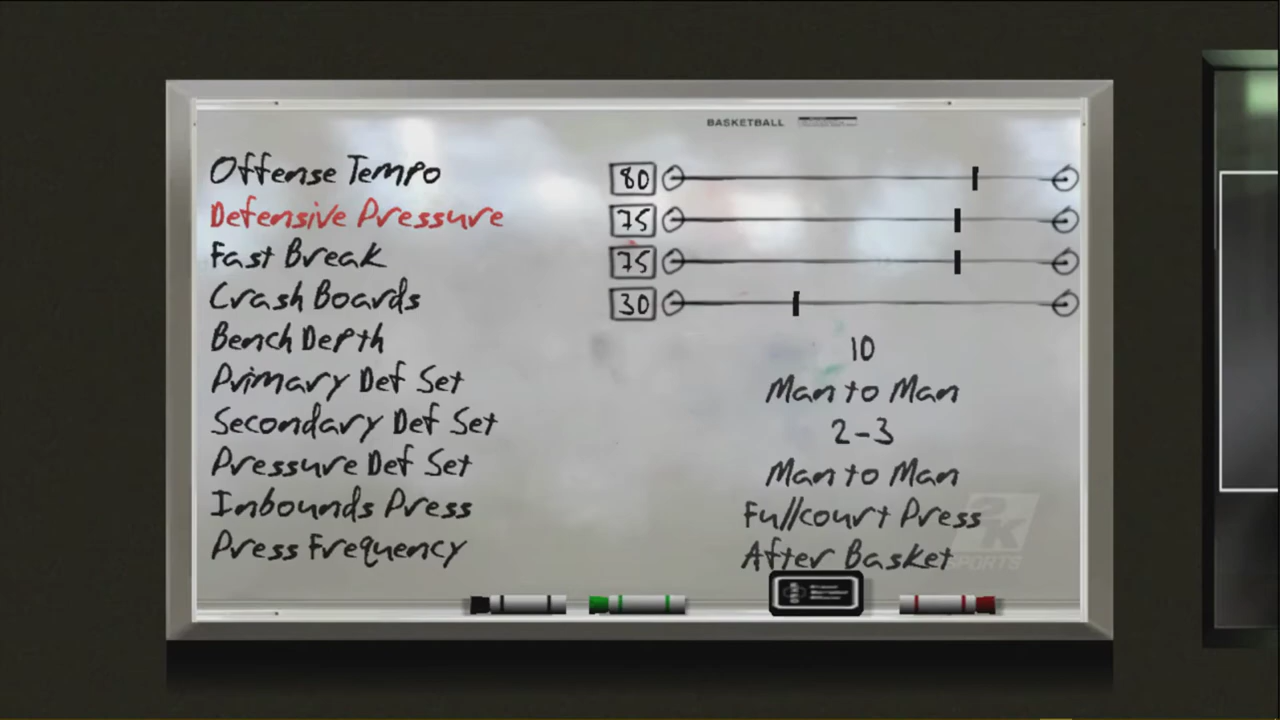 BASKETBALL
Offense Tempo 80
Defensive Pressure 75
Fast Break 75
Crash Boards 30
Bench Depth 10
Primary Def Set Man to Man
Secondary Def Set 2-3
Pressure Def Set Man to Man
Inbounds Press Fullcourt Press
Press Frequency After Basket
2K
SPORTS